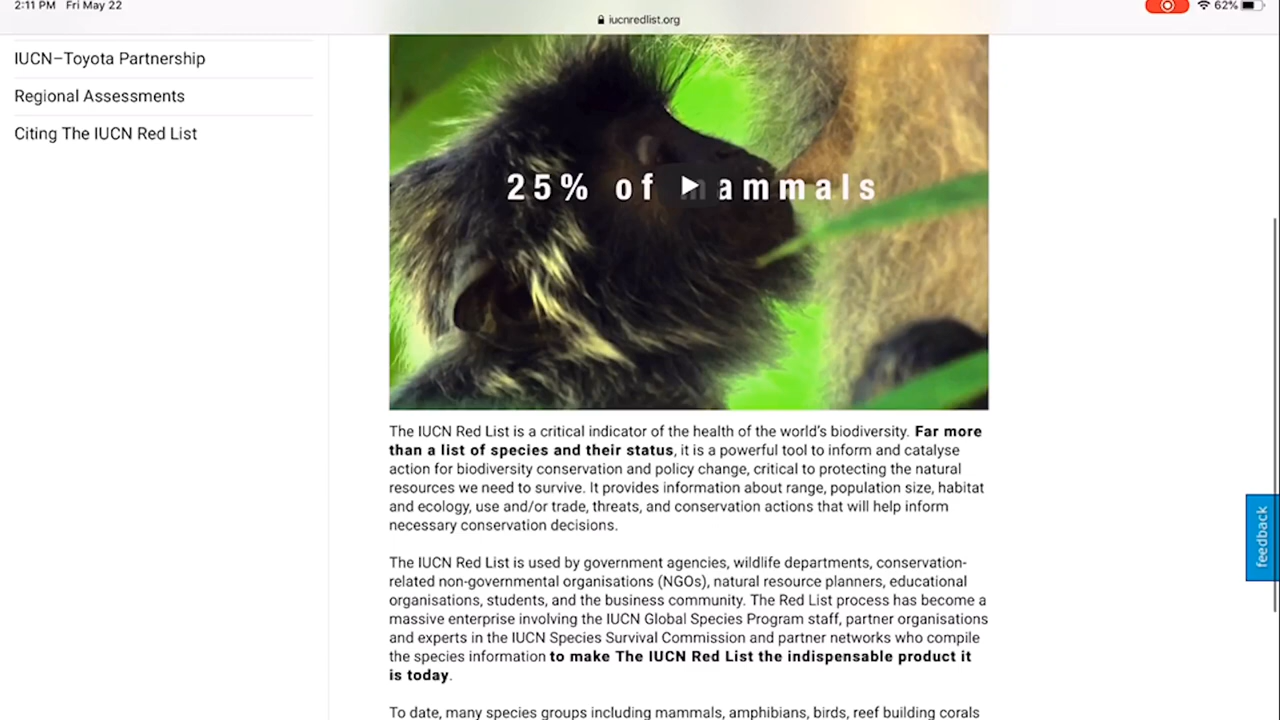 2:11 PM Fri May 22
62%
iucnredlist.org
IUCN–Toyota Partnership
Regional Assessments
Citing The IUCN Red List
25% of mammals
The IUCN Red List is a critical indicator of the health of the world's biodiversity. Far more
than a list of species and their status, it is a powerful tool to inform and catalyse
action for biodiversity conservation and policy change, critical to protecting the natural
resources we need to survive. It provides information about range, population size, habitat
and ecology, use and/or trade, threats, and conservation actions that will help inform
necessary conservation decisions.
The IUCN Red List is used by government agencies, wildlife departments, conservation-
related non-governmental organisations (NGOs), natural resource planners, educational
organisations, students, and the business community. The Red List process has become a
massive enterprise involving the IUCN Global Species Program staff, partner organisations
and experts in the IUCN Species Survival Commission and partner networks who compile
the species information to make The IUCN Red List the indispensable product it
is today.
To date, many species groups including mammals, amphibians, birds, reef building corals
feedback